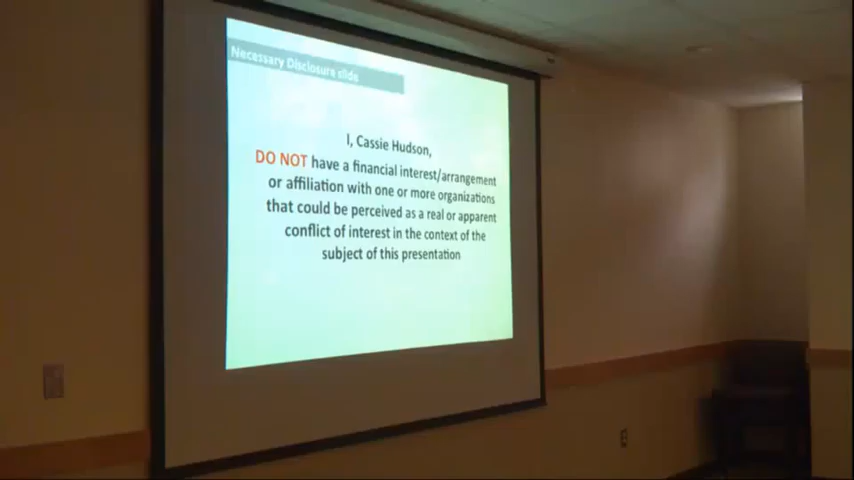 Necessary Disclosure slide
I, Cassie Hudson,
DO NOT have a financial interest/arrangement
or affiliation with one or more organizations
that could be perceived as a real or apparent
conflict of interest in the context of the
subject of this presentation